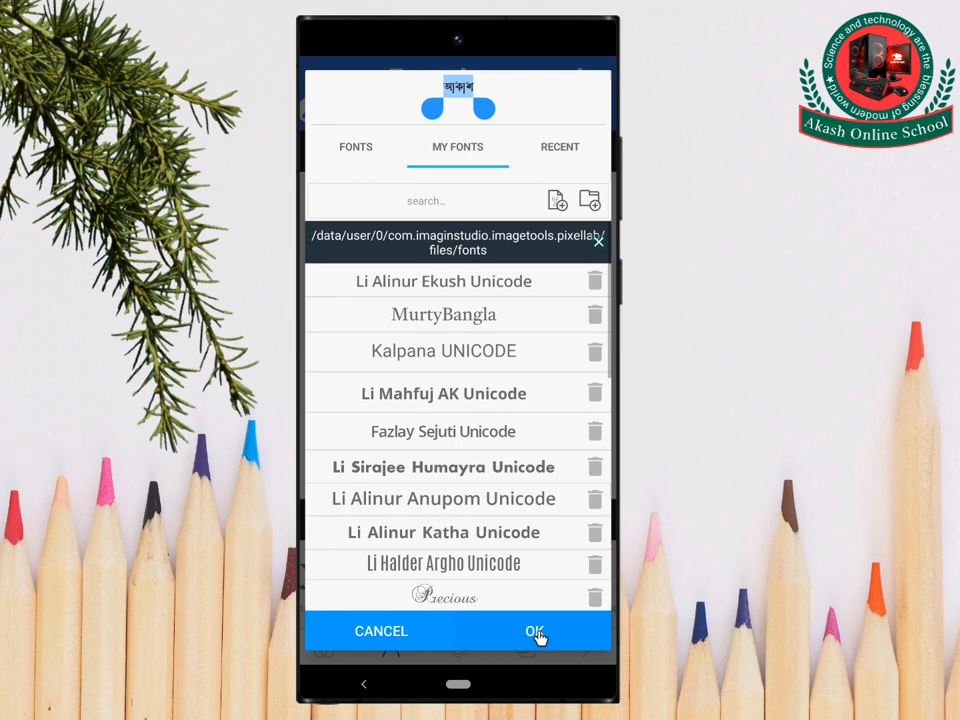 আকাশ
FONTS
MY FONTS
RECENT
search...
/data/user/0/com.imaginstudio.imagetools.pixellab/
files/fonts
Li Alinur Ekush Unicode
MurtyBangla
Kalpana UNICODE
Li Mahfuj AK Unicode
Fazlay Sejuti Unicode
Li Sirajee Humayra Unicode
Li Alinur Anupom Unicode
Li Alinur Katha Unicode
Li Halder Argho Unicode
Precious
CANCEL
OK
Science and technology are the
blessing of modern world
Akash Online School